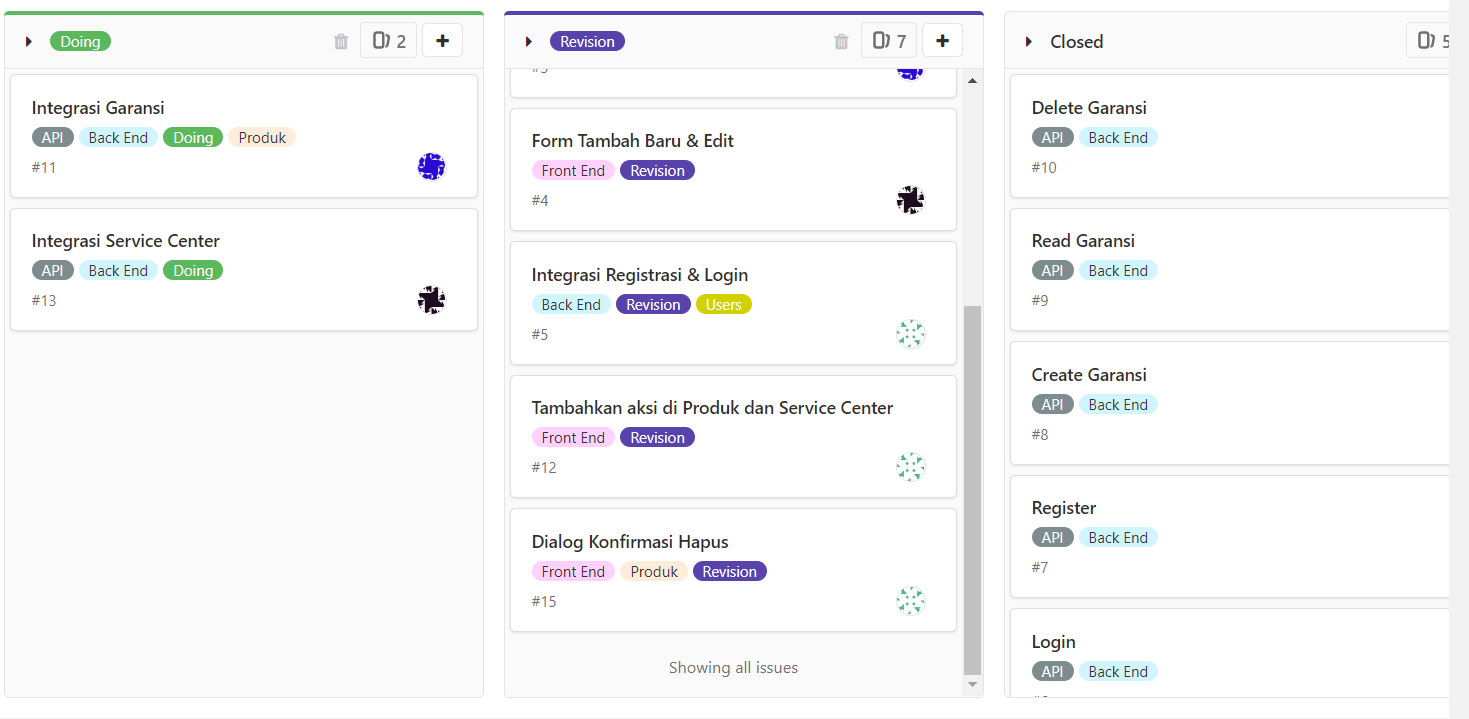 Doing 2
Integrasi Garansi
API Back End Doing Produk
#11
Integrasi Service Center
API Back End Doing
#13
Revision 7
Form Tambah Baru & Edit
Front End Revision
#4
Integrasi Registrasi & Login
Back End Revision Users
#5
Tambahkan aksi di Produk dan Service Center
Front End Revision
#12
Dialog Konfirmasi Hapus
Front End Produk Revision
#15
Showing all issues
Closed
Delete Garansi
API Back End
#10
Read Garansi
API Back End
#9
Create Garansi
API Back End
#8
Register
API Back End
#7
Login
API Back End